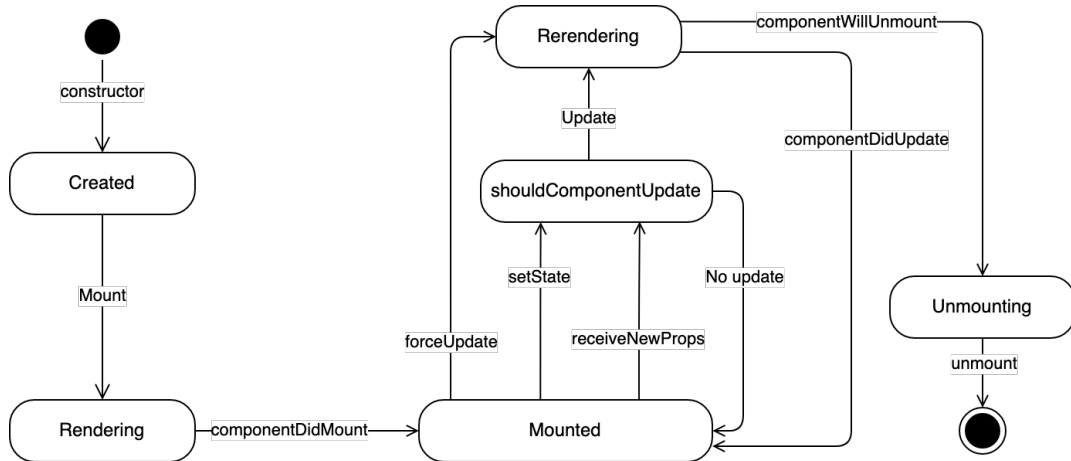 Rerendering
componentWillUnmount
constructor
Update
componentDidUpdate
Created
shouldComponentUpdate
setState
No update
Mount
Unmounting
forceUpdate
receiveNewProps
unmount
Rendering
componentDidMount
Mounted